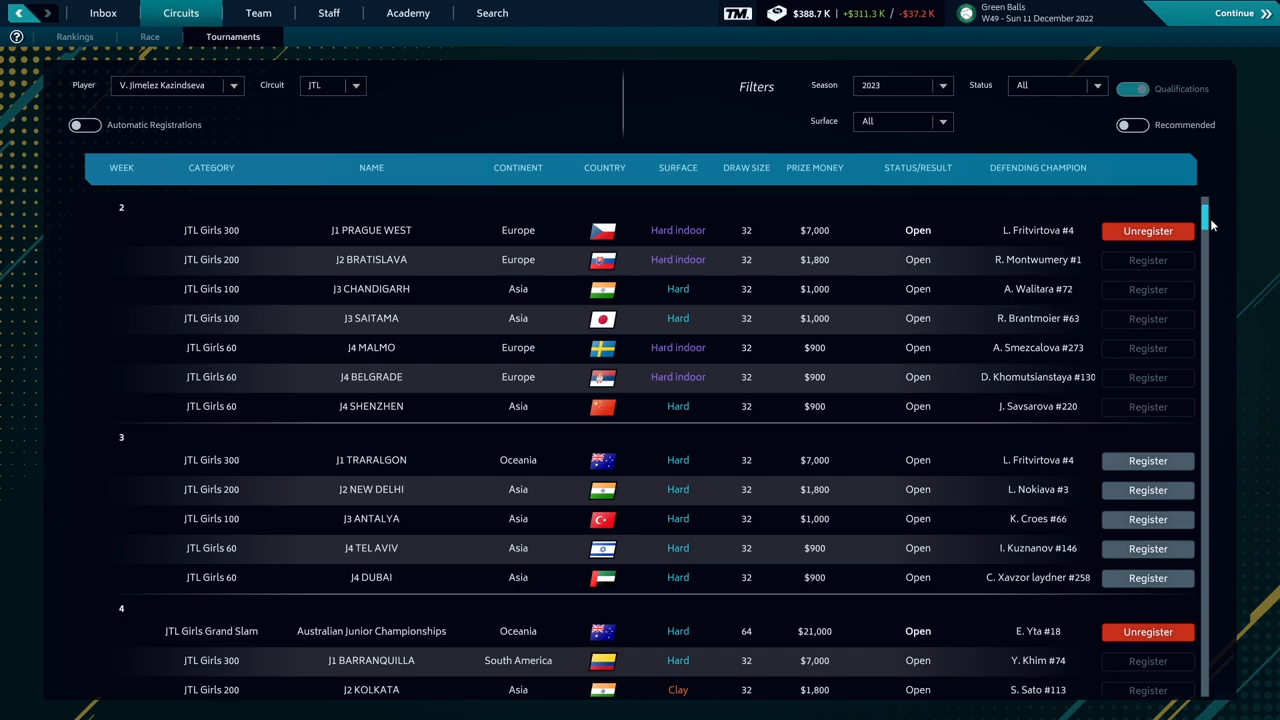 Inbox Circuits Team Staff Academy Search TM. $388.7 K | +$311.3 K / -$37.2 K Green Balls Continue
W49 - Sun 11 December 2022
? Rankings Race Tournaments
Player V. Jimelez Kazindseva Circuit JTL Filters Season 2023 Status All Qualifications
Automatic Registrations Surface All Recommended
WEEK CATEGORY NAME CONTINENT COUNTRY SURFACE DRAW SIZE PRIZE MONEY STATUS/RESULT DEFENDING CHAMPION
2
JTL Girls 300 J1 PRAGUE WEST Europe Hard indoor 32 $7,000 Open L. Fritvirtova #4 Unregister
JTL Girls 200 J2 BRATISLAVA Europe Hard indoor 32 $1,800 Open R. Montwumery #1 Register
JTL Girls 100 J3 CHANDIGARH Asia Hard 32 $1,000 Open A. Walitara #72 Register
JTL Girls 100 J3 SAITAMA Asia Hard 32 $1,000 Open R. Brantmoier #63 Register
JTL Girls 60 J4 MALMO Europe Hard indoor 32 $900 Open A. Smezcalova #273 Register
JTL Girls 60 J4 BELGRADE Europe Hard indoor 32 $900 Open D. Khomutsianstaya #130 Register
JTL Girls 60 J4 SHENZHEN Asia Hard 32 $900 Open J. Savsarova #220 Register
3
JTL Girls 300 J1 TRARALGON Oceania Hard 32 $7,000 Open L. Fritvirtova #4 Register
JTL Girls 200 J2 NEW DELHI Asia Hard 32 $1,800 Open L. Nokiava #3 Register
JTL Girls 100 J3 ANTALYA Asia Hard 32 $1,000 Open K. Croes #66 Register
JTL Girls 60 J4 TEL AVIV Asia Hard 32 $900 Open I. Kuznanov #146 Register
JTL Girls 60 J4 DUBAI Asia Hard 32 $900 Open C. Xavzor laydner #258 Register
4
JTL Girls Grand Slam Australian Junior Championships Oceania Hard 64 $21,000 Open E. Yta #18 Unregister
JTL Girls 300 J1 BARRANQUILLA South America Hard 32 $7,000 Open Y. Khim #74 Register
JTL Girls 200 J2 KOLKATA Asia Clay 32 $1,800 Open S. Sato #113 Register